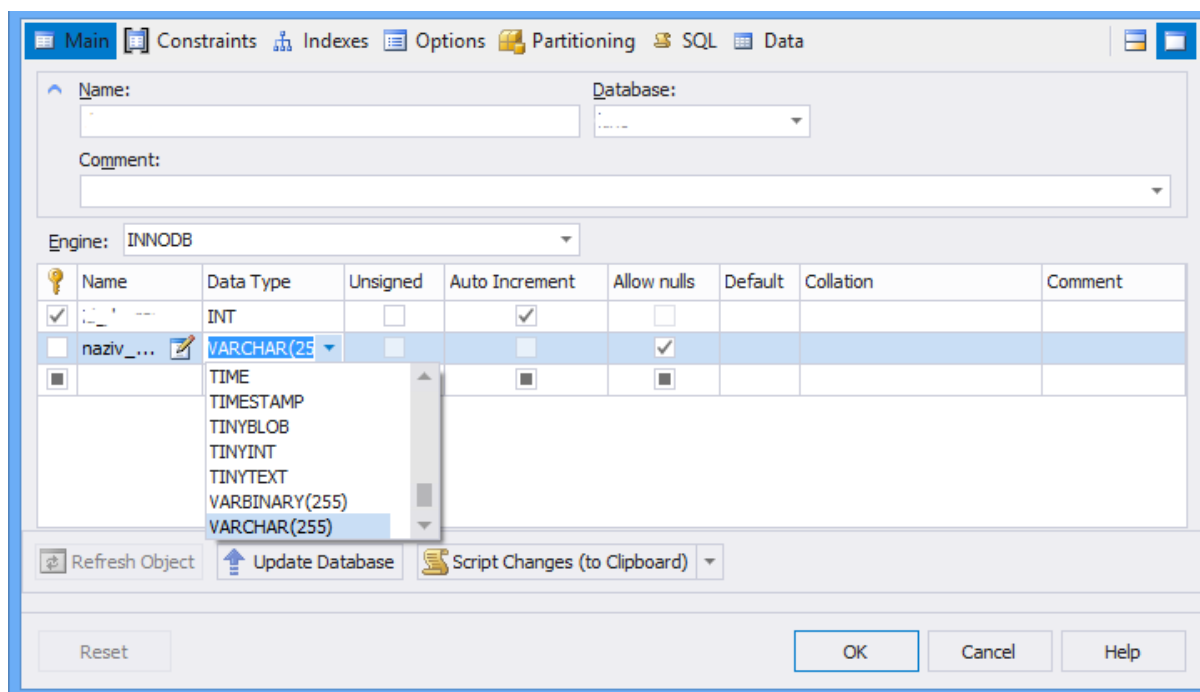 Main Constraints Indexes Options Partitioning SQL Data
Name: Database:
Comment:
Engine: INNODB
Name Data Type Unsigned Auto Increment Allow nulls Default Collation Comment
INT
naziv_... VARCHAR(25
TIME
TIMESTAMP
TINYBLOB
TINYINT
TINYTEXT
VARBINARY(255)
VARCHAR(255)
Refresh Object Update Database Script Changes (to Clipboard)
Reset OK Cancel Help